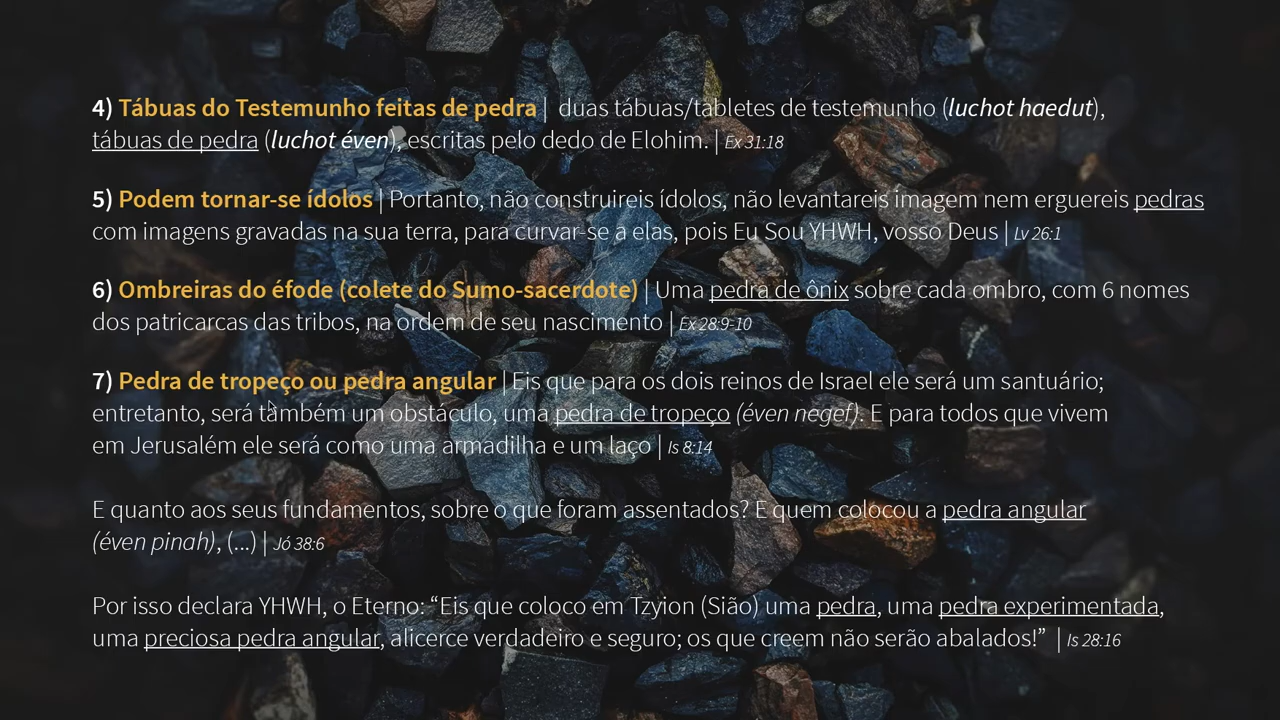 4) Tábuas do Testemunho feitas de pedra | duas tábuas/tabletes de testemunho (luchot haedut),
tábuas de pedra (luchot éven), escritas pelo dedo de Elohim. | Ex 31:18
5) Podem tornar-se ídolos | Portanto, não construireis ídolos, não levantareis imagem nem erguereis pedras
com imagens gravadas na sua terra, para curvar-se a elas, pois Eu Sou YHWH, vosso Deus | Lv 26:1
6) Ombreiras do éfode (colete do Sumo-sacerdote) | Uma pedra de ônix sobre cada ombro, com 6 nomes
dos patricarcas das tribos, na ordem de seu nascimento | Ex 28:9-10
7) Pedra de tropeço ou pedra angular | Eis que para os dois reinos de Israel ele será um santuário;
entretanto, será também um obstáculo, uma pedra de tropeço (éven negef). E para todos que vivem
em Jerusalém ele será como uma armadilha e um laço | Is 8:14
E quanto aos seus fundamentos, sobre o que foram assentados? E quem colocou a pedra angular
(éven pinah), (...) | Jó 38:6
Por isso declara YHWH, o Eterno: “Eis que coloco em Tzyion (Sião) uma pedra, uma pedra experimentada,
uma preciosa pedra angular, alicerce verdadeiro e seguro; os que creem não serão abalados!” | Is 28:16